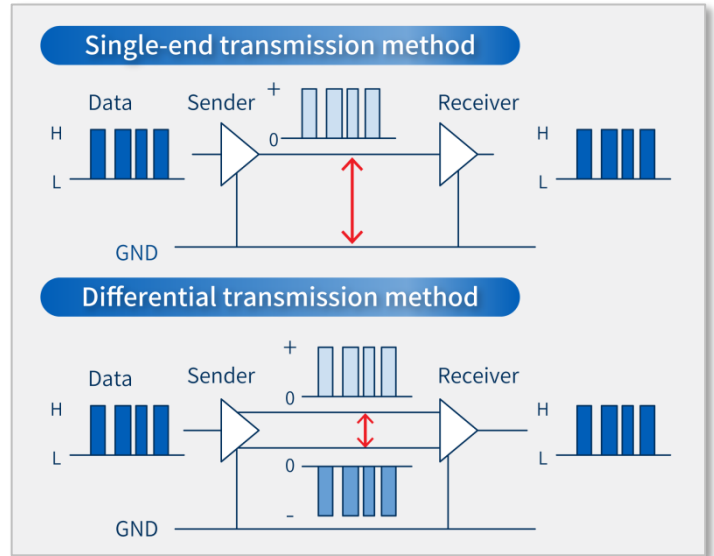 Single-end transmission method
Data Sender + Receiver
H H
0
L L
GND
Differential transmission method
+
Data Sender Receiver
H 0 H
L 0 L
-
GND